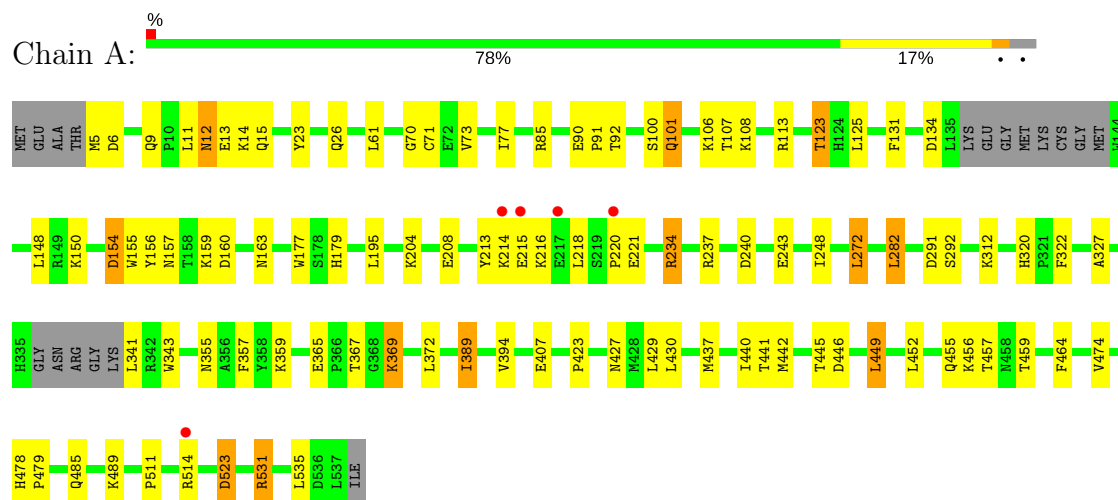 %
Chain A:
78% 17% • •
MET GLU ALA THR M5 D6 Q9 P10 L11 N12 E13 K14 Q15 Y23 Q26 L61 G70 C71 E72 V73 I77 R85 E90 P91 T92 S100 Q101 K106 T107 K108 R113 T123 H124 L125 F131 D134 L135 LYS GLU GLY MET LYS CYS GLY MET W144
L148 R149 K150 D154 W155 Y156 N157 T158 K159 D160 N163 W177 S178 H179 L195 K204 E208 Y213 K214 E215 K216 E217 L218 S219 P220 E221 R234 R237 D240 E243 I248 L272 L282 D291 S292 K312 H320 P321 F322 A327
H335 GLY ASN ARG GLY LYS L341 R342 W343 N355 A356 F357 Y358 K359 E365 P366 T367 G368 K369 L372 I389 V394 E407 P423 N427 M428 L429 L430 M437 I440 T441 M442 T445 D446 L449 L452 Q455 K456 T457 N458 T459 F464 V474
H478 P479 Q485 K489 P511 R514 D523 R531 L535 D536 L537 ILE